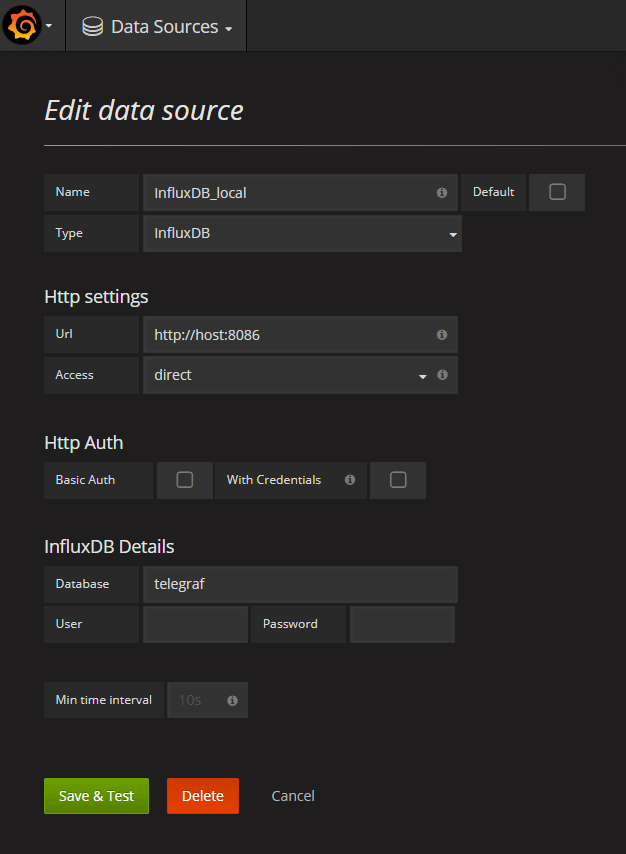 Data Sources
Edit data source
Name InfluxDB_local Default
Type InfluxDB
Http settings
Url http://host:8086
Access direct
Http Auth
Basic Auth With Credentials
InfluxDB Details
Database telegraf
User Password
Min time interval 10s
Save & Test Delete Cancel